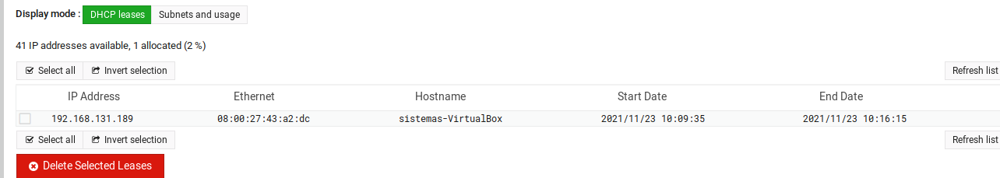 Display mode : DHCP leases Subnets and usage
41 IP addresses available, 1 allocated (2 %)
Select all Invert selection Refresh list
IP Address Ethernet Hostname Start Date End Date
192.168.131.189 08:00:27:43:a2:dc sistemas-VirtualBox 2021/11/23 10:09:35 2021/11/23 10:16:15
Select all Invert selection Refresh list
Delete Selected Leases